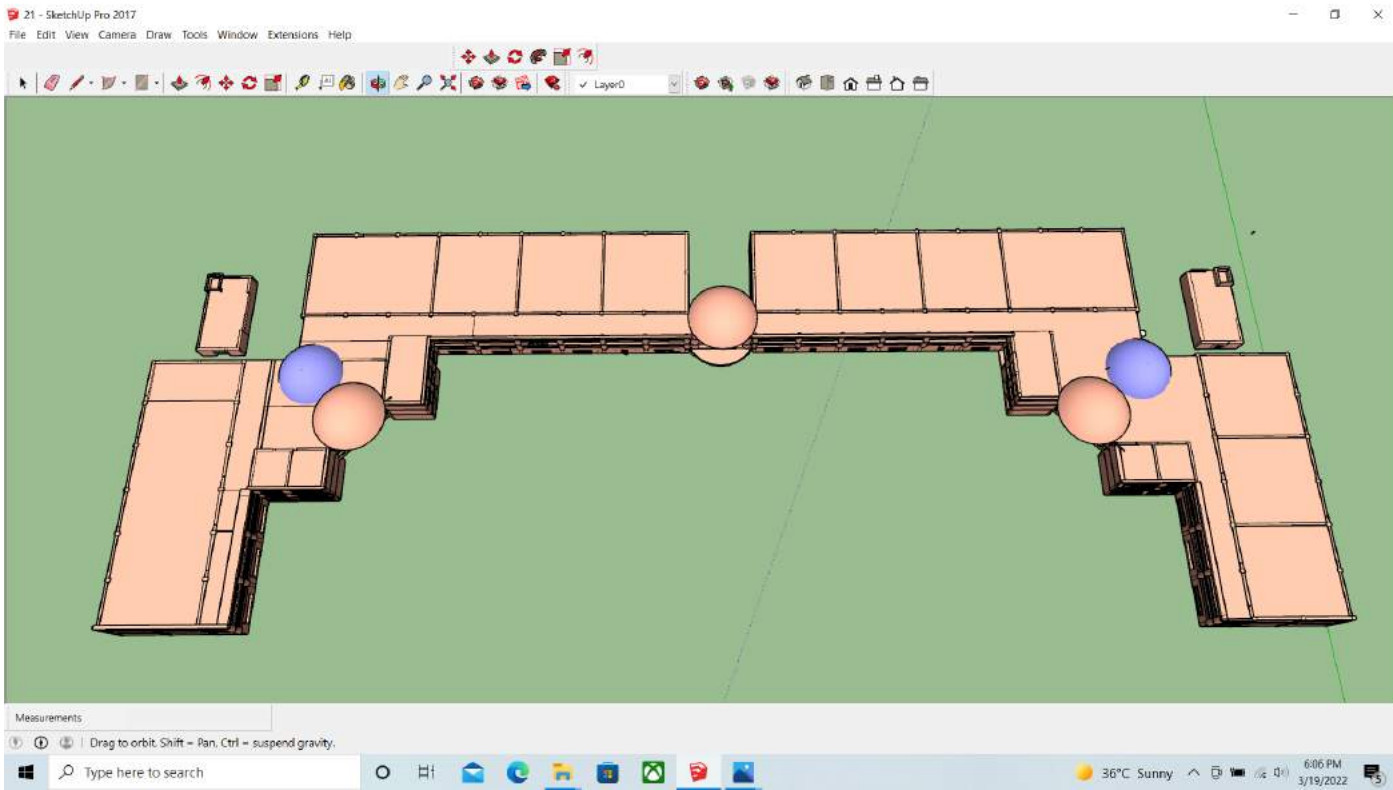 21 - SketchUp Pro 2017
File Edit View Camera Draw Tools Window Extensions Help
Layer0
Measurements
Drag to orbit. Shift = Pan, Ctrl = suspend gravity.
Type here to search
36°C Sunny
6:06 PM
3/19/2022
5